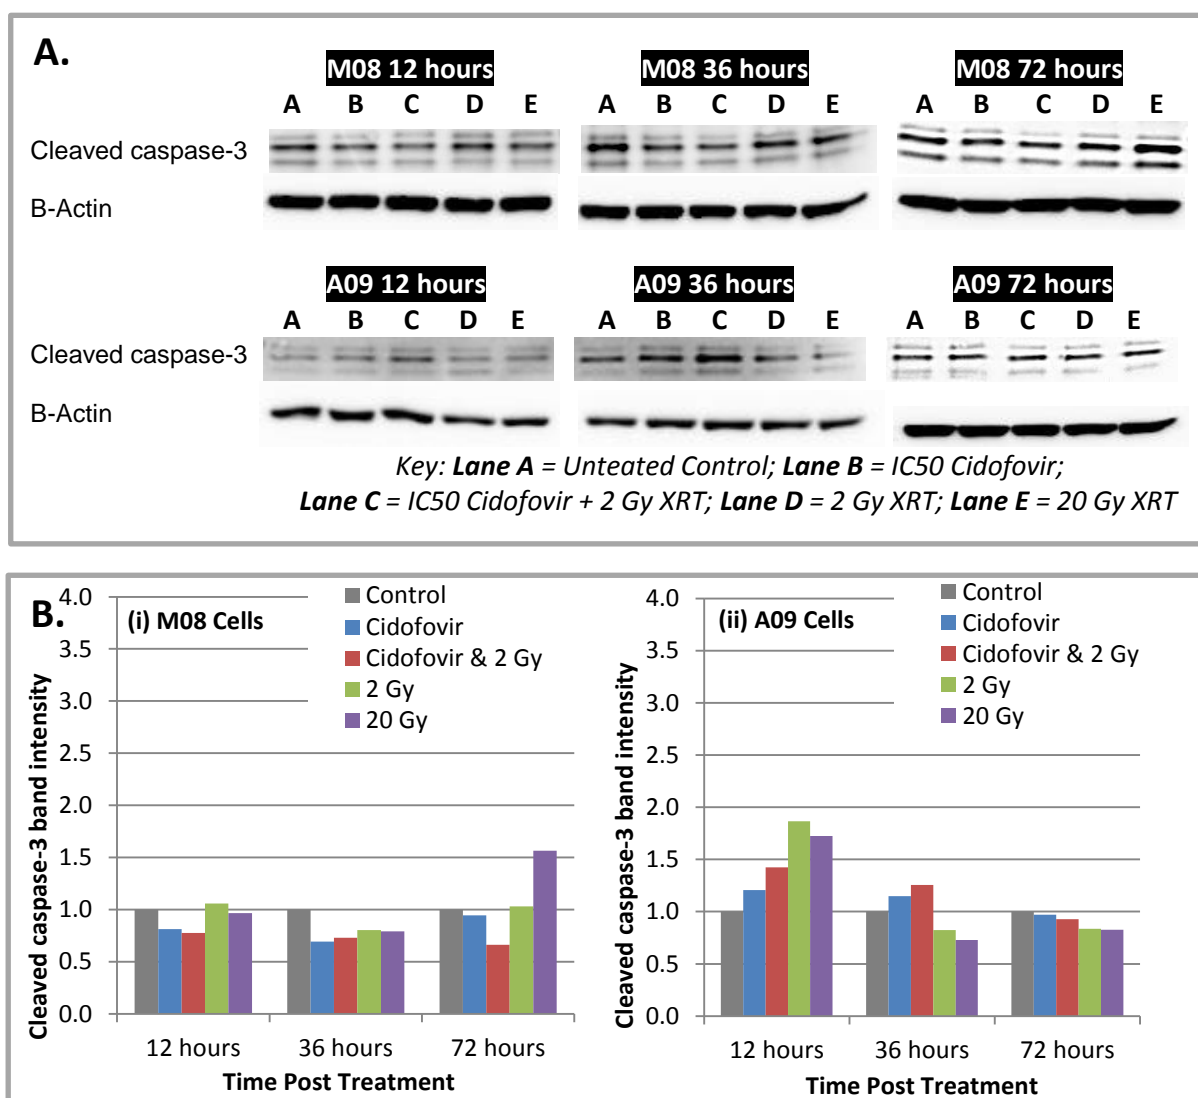 A.
M08 12 hours M08 36 hours M08 72 hours
A B C D E A B C D E A B C D E
Cleaved caspase-3
B-Actin
A09 12 hours A09 36 hours A09 72 hours
A B C D E A B C D E A B C D E
Cleaved caspase-3
B-Actin
Key: Lane A = Unteated Control; Lane B = IC50 Cidofovir;
Lane C = IC50 Cidofovir + 2 Gy XRT; Lane D = 2 Gy XRT; Lane E = 20 Gy XRT
B.
(i) M08 Cells
Control
Cidofovir
Cidofovir & 2 Gy
2 Gy
20 Gy
Cleaved caspase-3 band intensity
4.0
3.5
3.0
2.5
2.0
1.5
1.0
0.5
0.0
12 hours 36 hours 72 hours
Time Post Treatment
(ii) A09 Cells
Control
Cidofovir
Cidofovir & 2 Gy
2 Gy
20 Gy
Cleaved caspase-3 band intensity
4.0
3.5
3.0
2.5
2.0
1.5
1.0
0.5
0.0
12 hours 36 hours 72 hours
Time Post Treatment